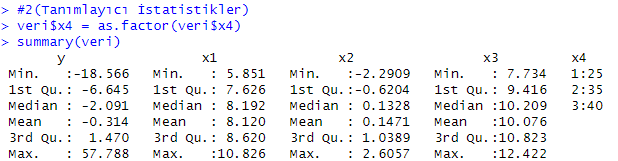 > #2(Tanımlayıcı İstatistikler)
> veri$x4 = as.factor(veri$x4)
> summary(veri)
y x1 x2 x3 x4
Min. :-18.566 Min. : 5.851 Min. :-2.2909 Min. : 7.734 1:25
1st Qu.: -6.645 1st Qu.: 7.626 1st Qu.:-0.6204 1st Qu.: 9.416 2:35
Median : -2.091 Median : 8.192 Median : 0.1328 Median :10.209 3:40
Mean : -0.314 Mean : 8.120 Mean : 0.1471 Mean :10.076
3rd Qu.: 1.470 3rd Qu.: 8.620 3rd Qu.: 1.0389 3rd Qu.:10.823
Max. : 57.788 Max. :10.826 Max. : 2.6057 Max. :12.422